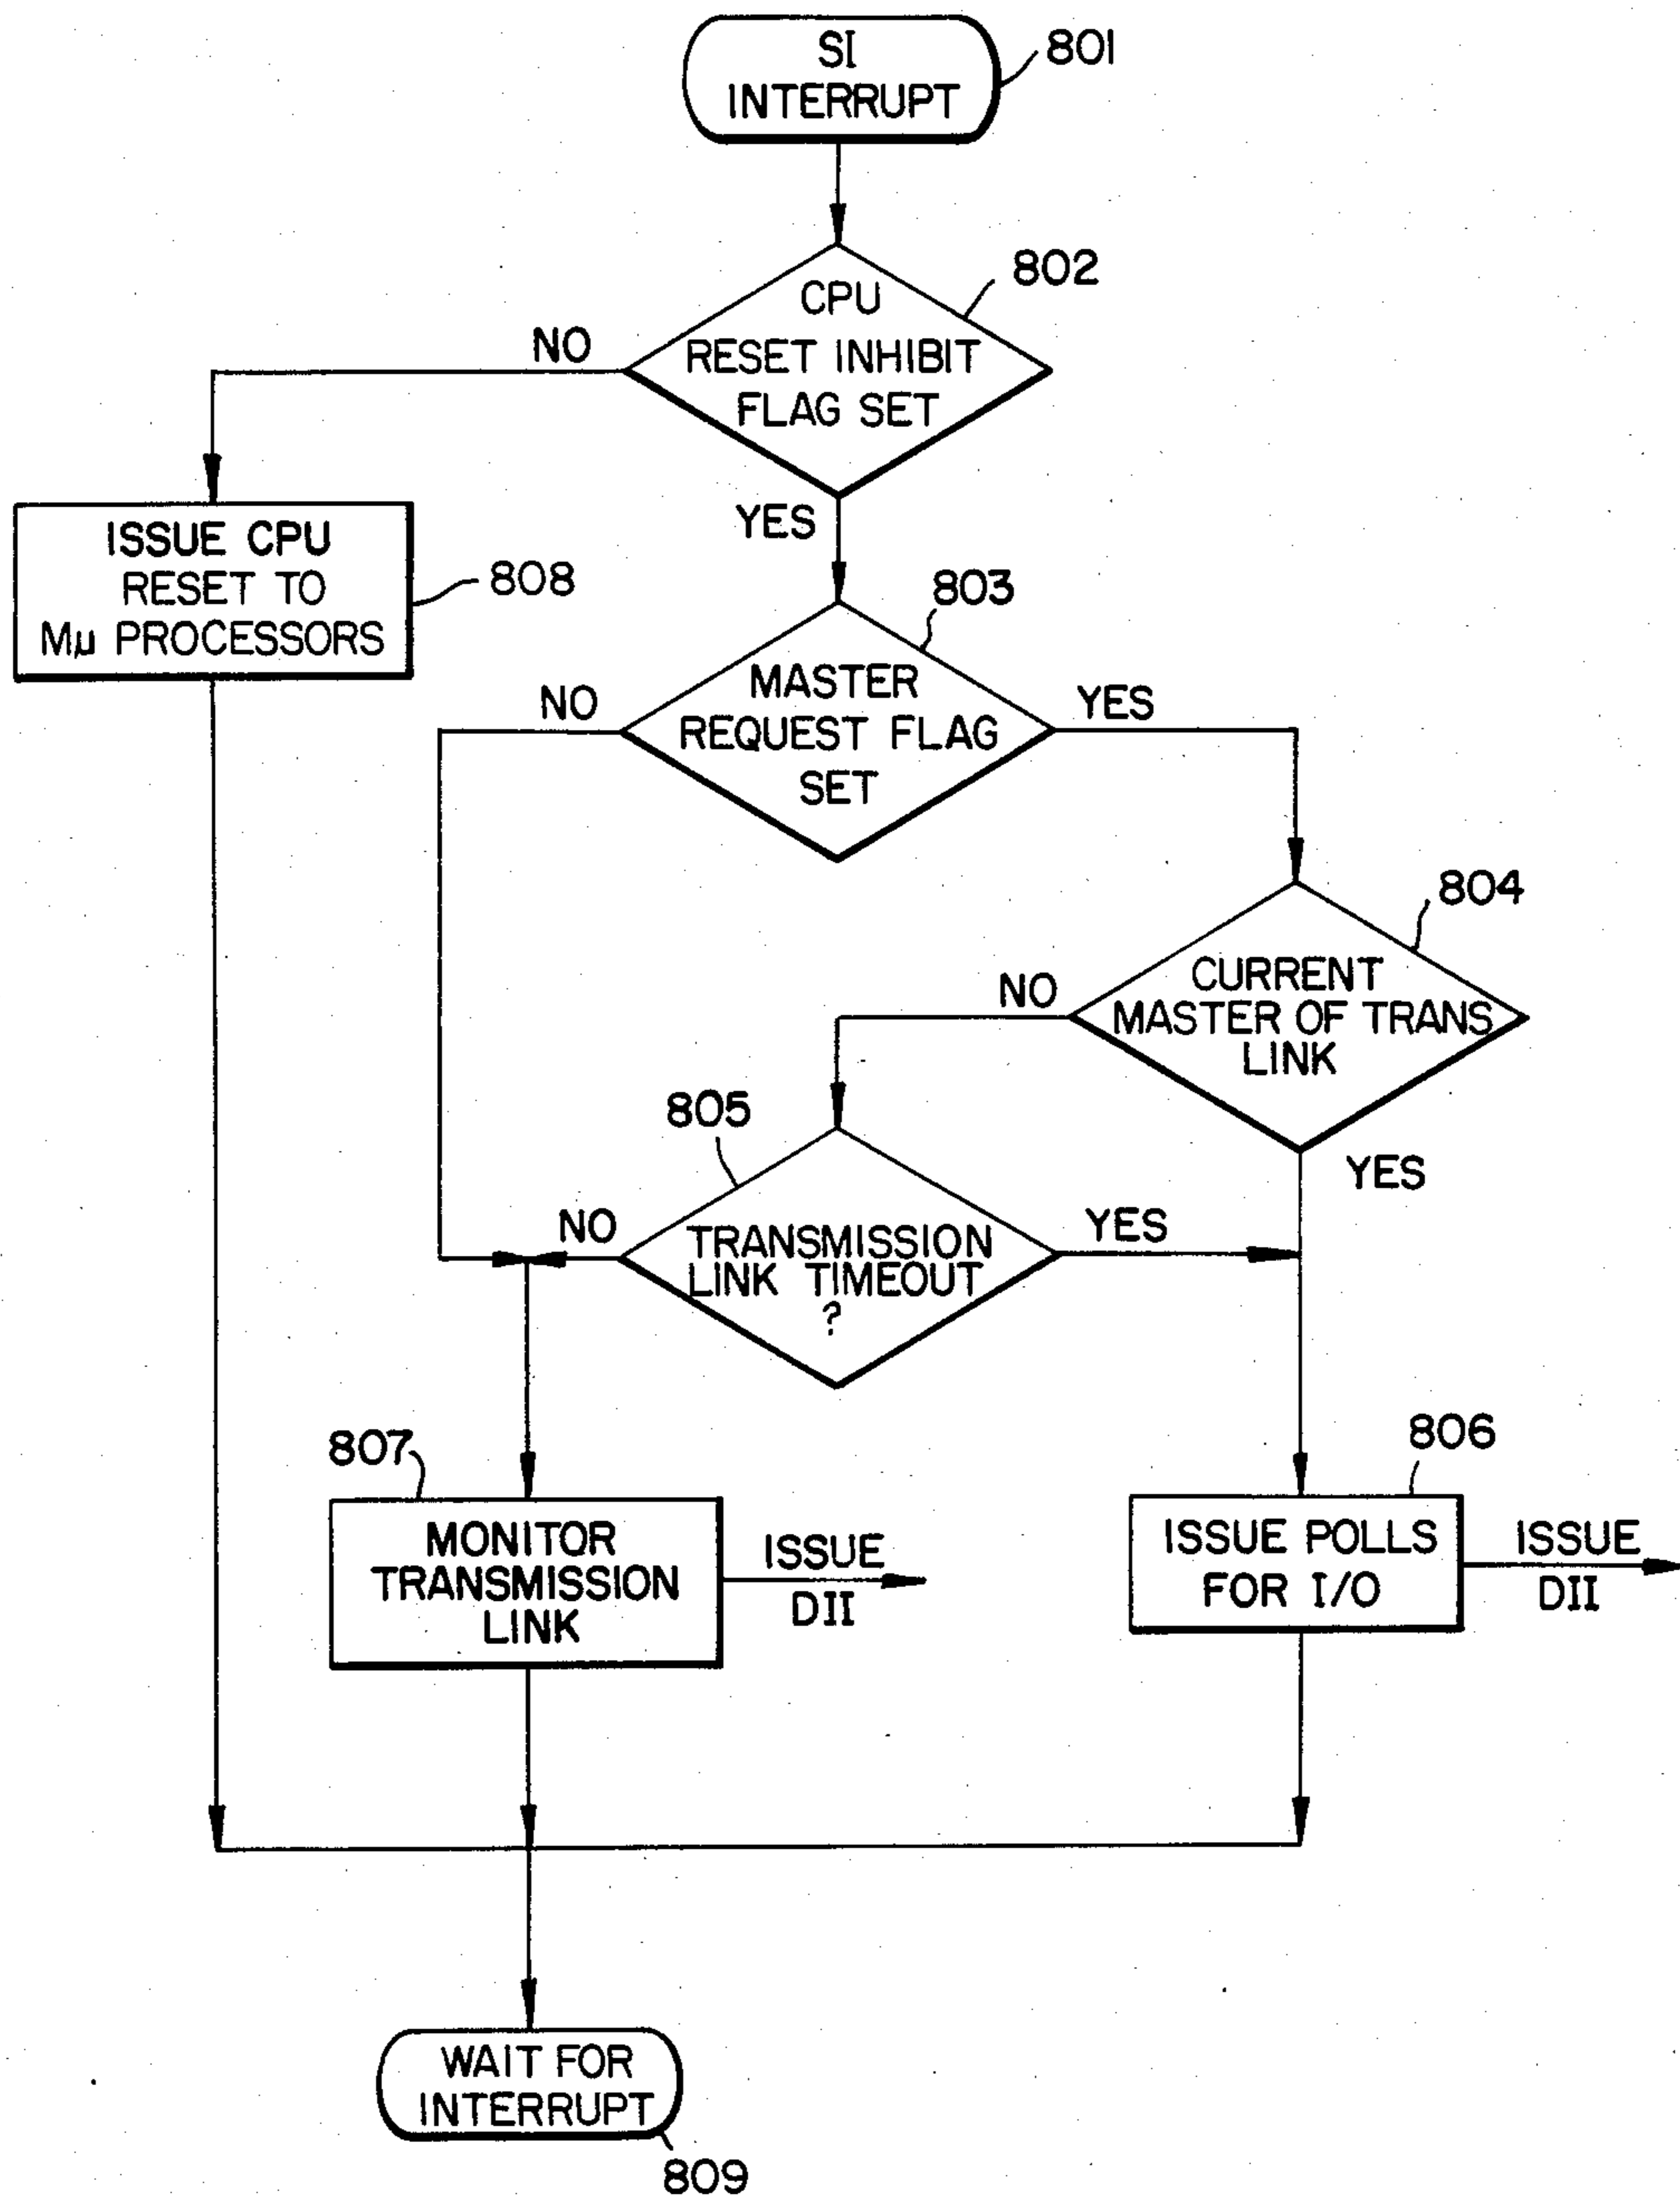 SI
INTERRUPT
801
CPU
RESET INHIBIT
FLAG SET
802
NO
YES
ISSUE CPU
RESET TO
Mµ PROCESSORS
808
803
MASTER
REQUEST FLAG
SET
NO
YES
804
CURRENT
MASTER OF TRANS
LINK
NO
YES
805
TRANSMISSION
LINK TIMEOUT
?
NO
YES
807
MONITOR
TRANSMISSION
LINK
ISSUE
DII
806
ISSUE POLLS
FOR I/O
ISSUE
DII
WAIT FOR
INTERRUPT
809